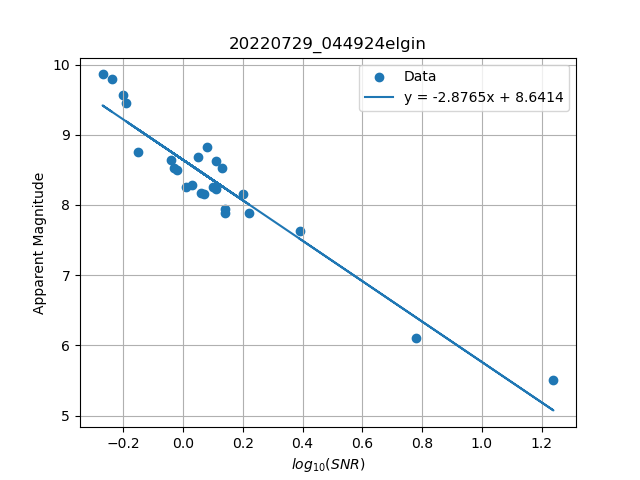 20220729_044924elgin
10
9
8
7
6
5
Apparent Magnitude
Data
y = -2.8765x + 8.6414
−0.2 0.0 0.2 0.4 0.6 0.8 1.0 1.2
log₁₀(SNR)